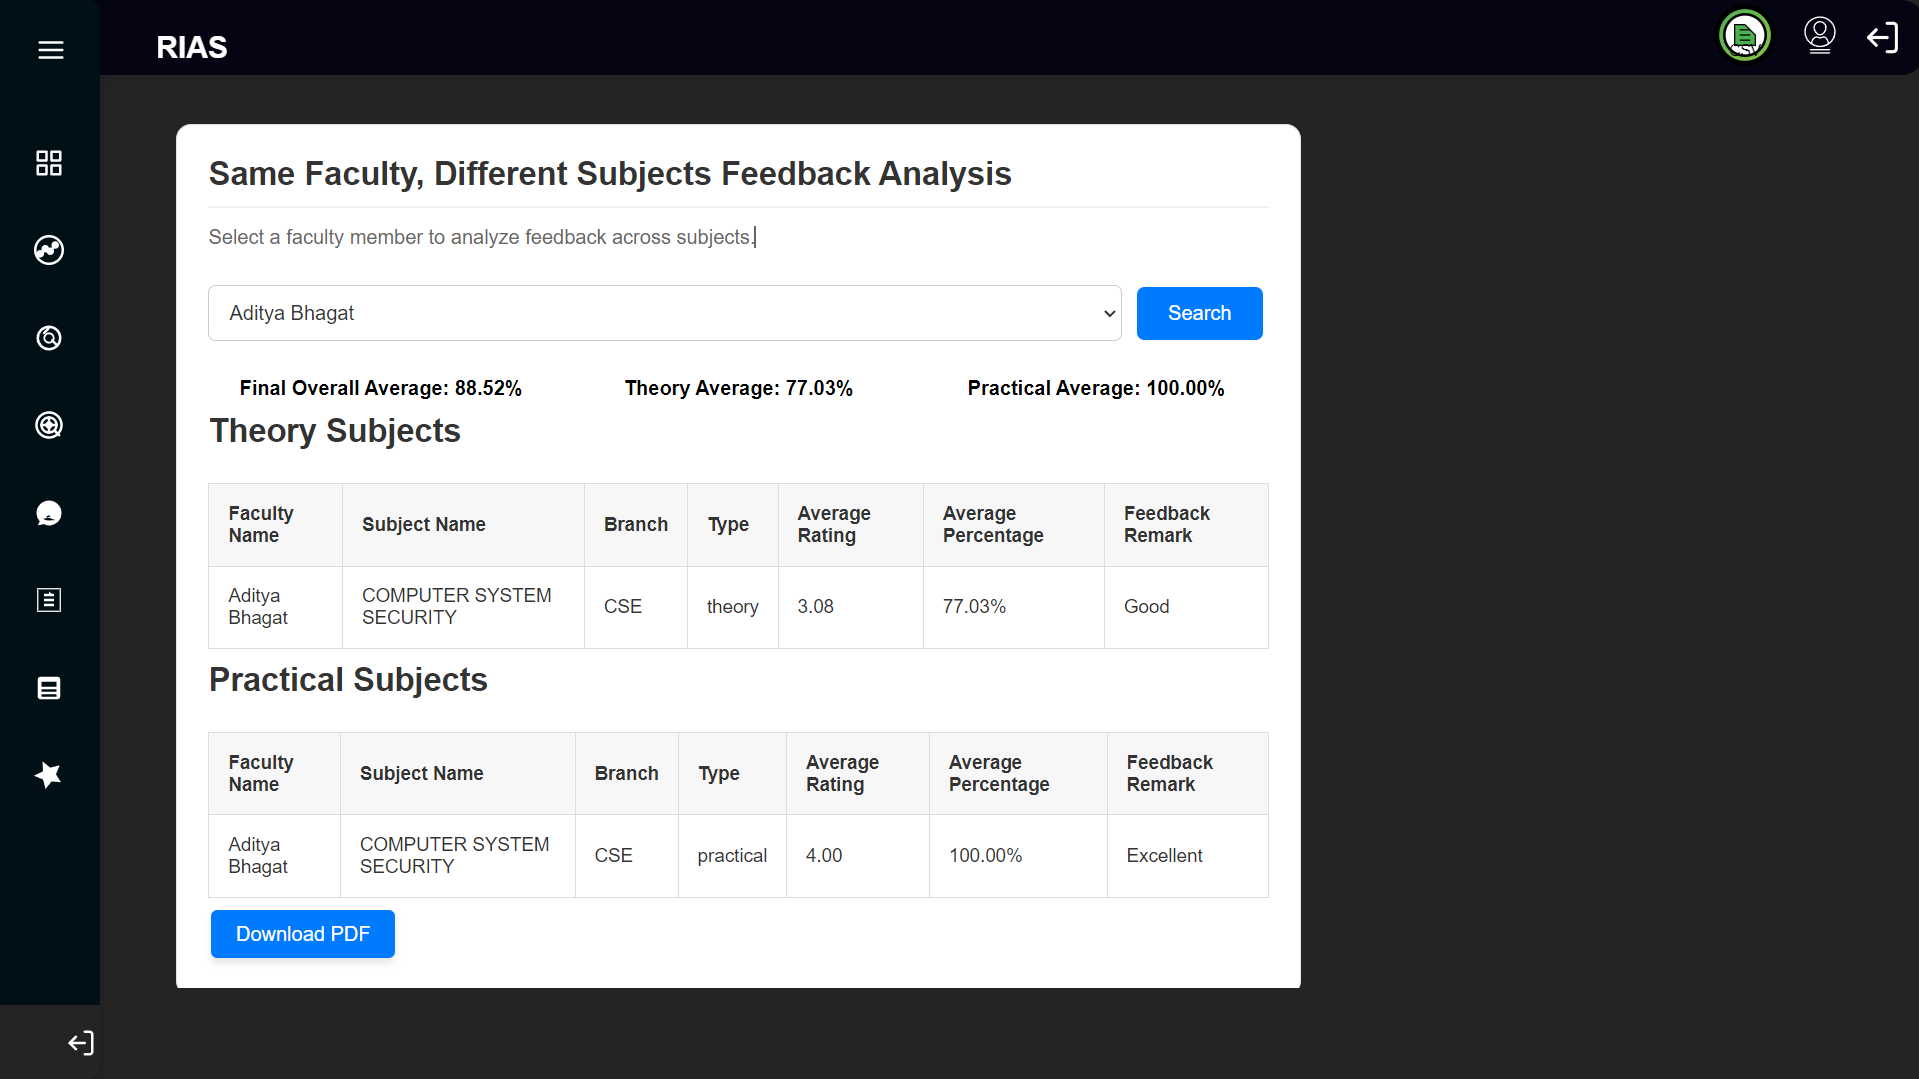 RIAS
CSV
Same Faculty, Different Subjects Feedback Analysis
Select a faculty member to analyze feedback across subjects.
Aditya Bhagat
Search
Final Overall Average: 88.52%
Theory Average: 77.03%
Practical Average: 100.00%
Theory Subjects
Faculty Name
Subject Name
Branch
Type
Average Rating
Average Percentage
Feedback Remark
Aditya Bhagat
COMPUTER SYSTEM SECURITY
CSE
theory
3.08
77.03%
Good
Practical Subjects
Faculty Name
Subject Name
Branch
Type
Average Rating
Average Percentage
Feedback Remark
Aditya Bhagat
COMPUTER SYSTEM SECURITY
CSE
practical
4.00
100.00%
Excellent
Download PDF